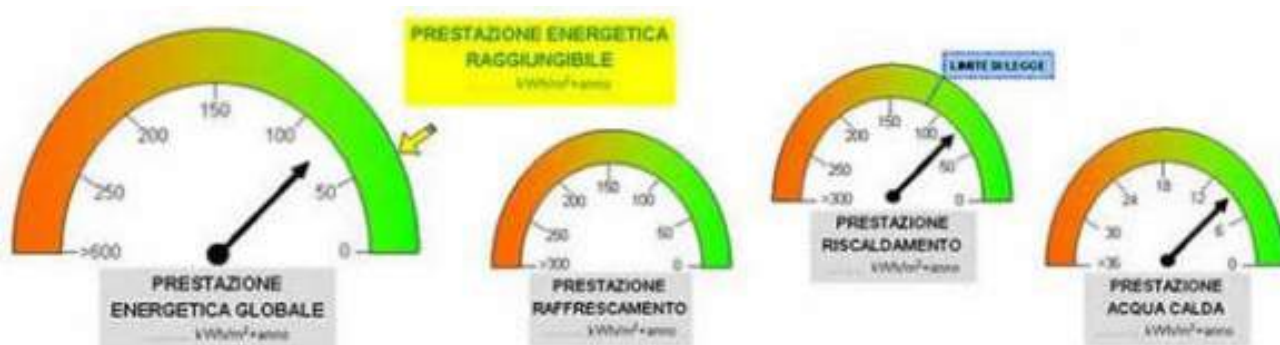 PRESTAZIONE ENERGETICA
RAGGIUNGIBILE
kWh/m²*anno
LIMITE DI LEGGE
150
200
100
250
50
>600
0
PRESTAZIONE
ENERGETICA GLOBALE
kWh/m²*anno
150
200
100
250
50
>300
0
PRESTAZIONE
RAFFRESCAMENTO
kWh/m²*anno
150
200
100
250
50
>300
0
PRESTAZIONE
RISCALDAMENTO
kWh/m²*anno
18
24
12
30
6
>36
0
PRESTAZIONE
ACQUA CALDA
kWh/m²*anno